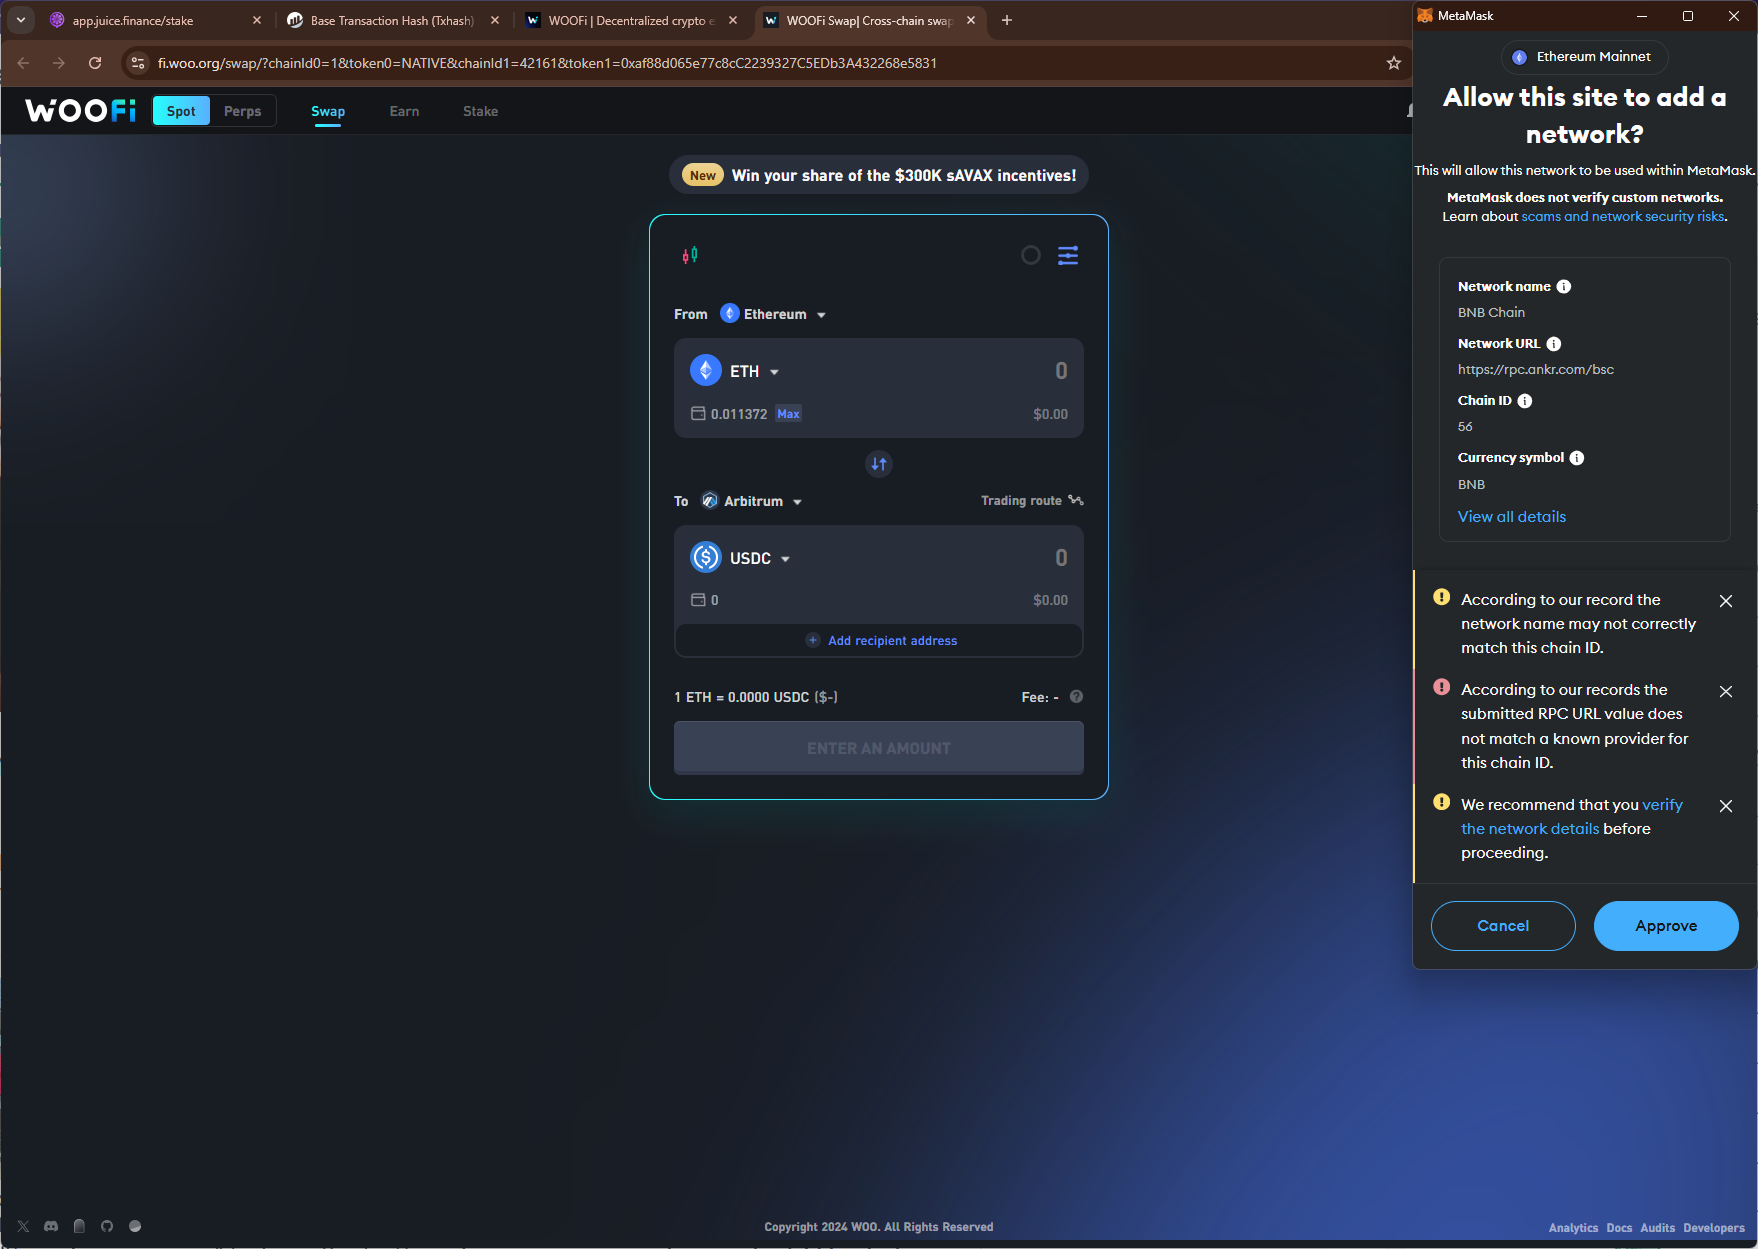 app.juice.finance/stake
Base Transaction Hash (Txhash)
WOOFi | Decentralized crypto e
WOOFi Swap| Cross-chain swap
fi.woo.org/swap/?chainId0=1&token0=NATIVE&chainId1=42161&token1=0xaf88d065e77c8cC2239327C5EDb3A432268e5831
WOOFi
Spot
Perps
Swap
Earn
Stake
New
Win your share of the $300K sAVAX incentives!
From Ethereum
ETH
0
0.011372 Max
$0.00
To Arbitrum
Trading route
USDC
0
0
$0.00
+ Add recipient address
1 ETH = 0.0000 USDC ($-)
Fee: -
ENTER AN AMOUNT
Copyright 2024 WOO. All Rights Reserved
Analytics Docs Audits Developers
MetaMask
Ethereum Mainnet
Allow this site to add a
network?
This will allow this network to be used within MetaMask.
MetaMask does not verify custom networks.
Learn about scams and network security risks.
Network name
BNB Chain
Network URL
https://rpc.ankr.com/bsc
Chain ID
56
Currency symbol
BNB
View all details
According to our record the
network name may not correctly
match this chain ID.
According to our records the
submitted RPC URL value does
not match a known provider for
this chain ID.
We recommend that you verify
the network details before
proceeding.
Cancel
Approve